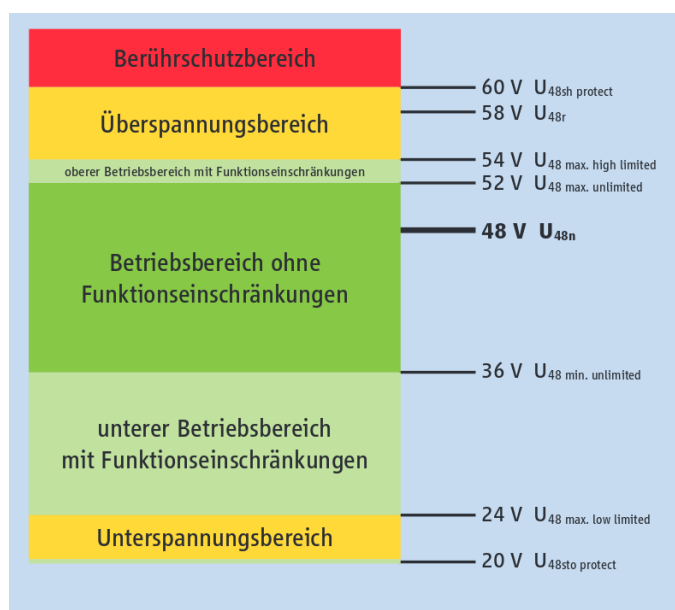 Berührschutzbereich
60 V U48sh protect
Überspannungsbereich
58 V U48r
54 V U48 max. high limited
oberer Betriebsbereich mit Funktionseinschränkungen
52 V U48 max. unlimited
48 V U48n
Betriebsbereich ohne
Funktionseinschränkungen
36 V U48 min. unlimited
unterer Betriebsbereich
mit Funktionseinschränkungen
24 V U48 max. low limited
Unterspannungsbereich
20 V U48sto protect